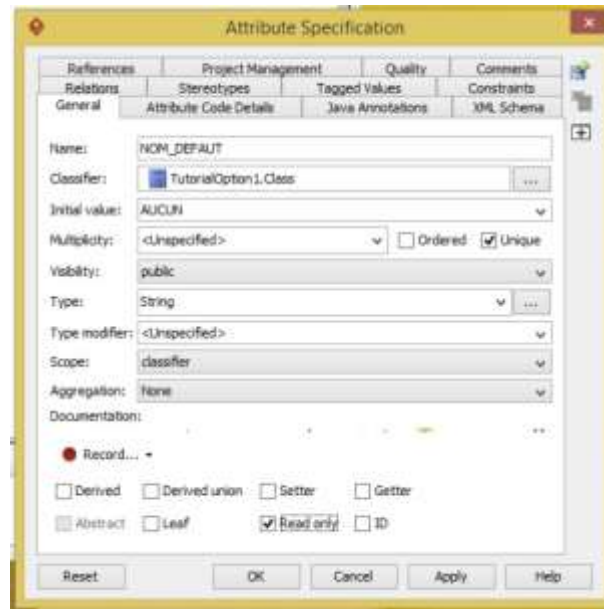 Attribute Specification
References Project Management Quality Comments
Relations Stereotypes Tagged Values Constraints
General Attribute Code Details Java Annotations XML Schema
Name: NOM_DEFAUT
Classifier: TutorialOption1.Class ...
Initial value: AUCUN
Multiplicity: <Unspecified> Ordered Unique
Visibility: public
Type: String ...
Type modifier: <Unspecified>
Scope: classifier
Aggregation: None
Documentation:
Record...
Derived Derived union Setter Getter
Abstract Leaf Read only ID
Reset OK Cancel Apply Help